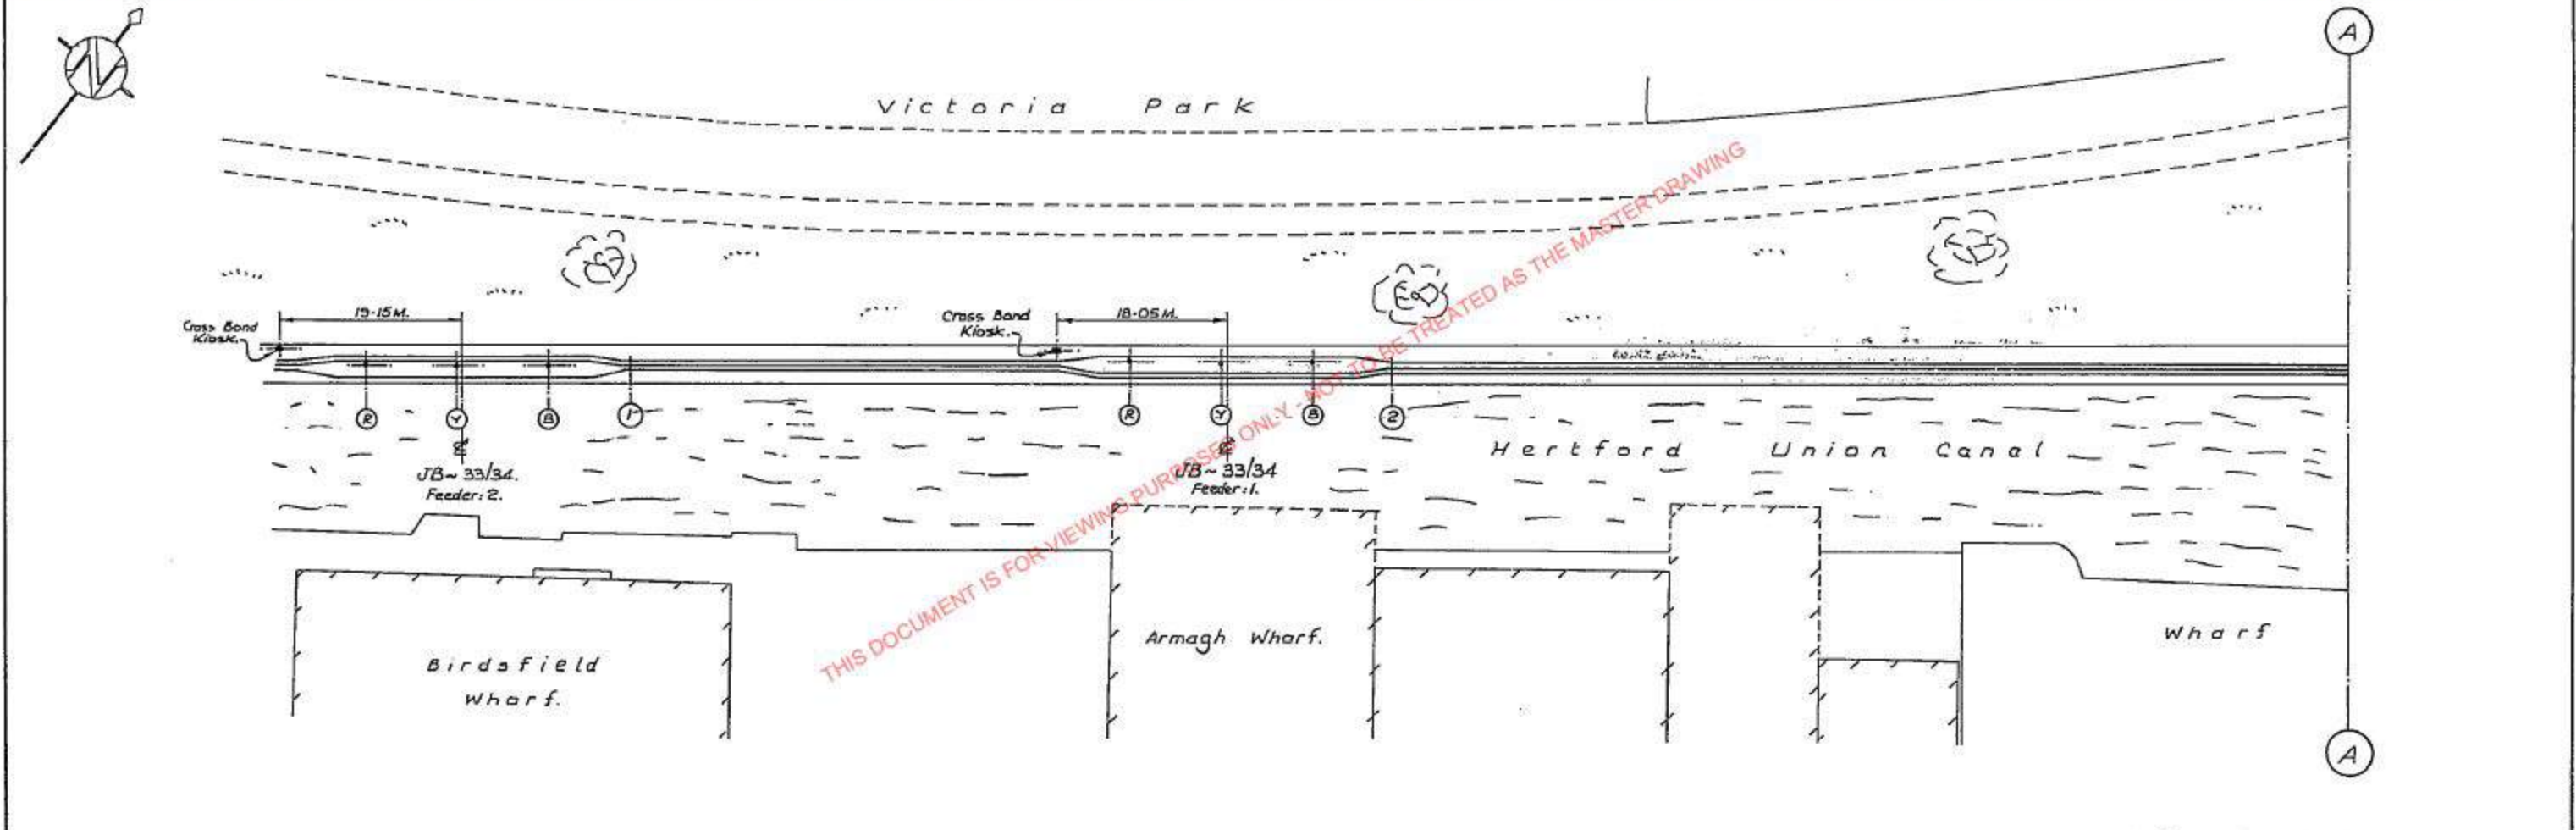 N
A
Victoria Park
THIS DOCUMENT IS FOR VIEWING PURPOSES ONLY - NOT TO BE TREATED AS THE MASTER DRAWING
Cross Bond
Kiosk.
19-15M.
Cross Bond
Kiosk.
18-05M.
R Y B 1
R Y B 2
JB~33/34.
Feeder: 2.
JB~33/34
Feeder: 1.
Hertford Union Canal
Birdsfield
Wharf.
Armagh Wharf.
Wharf
A